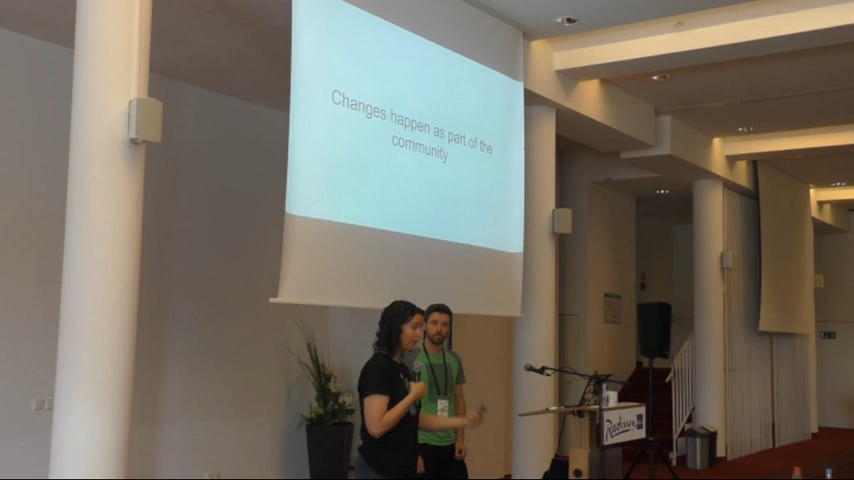 Changes happen as part of the
community
Radisson